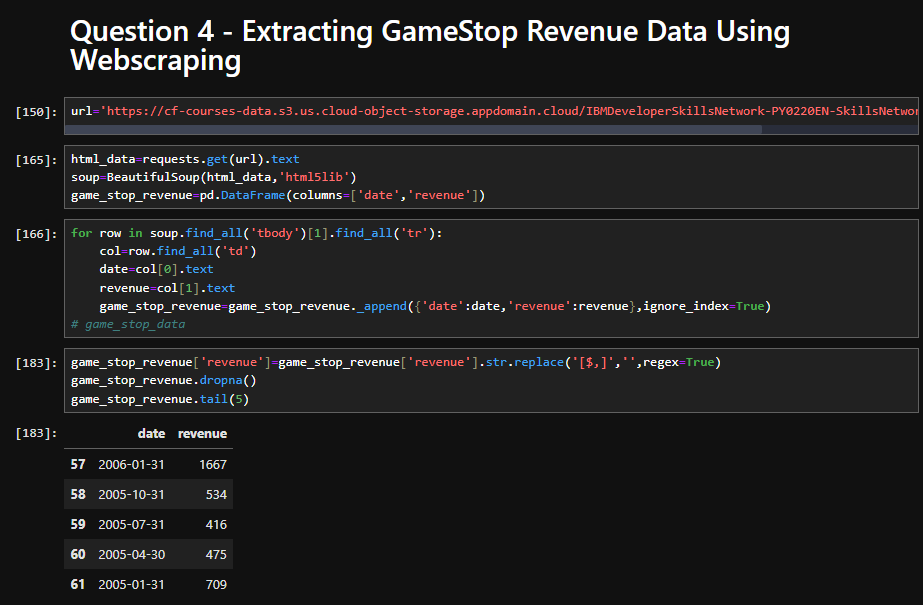 Question 4 - Extracting GameStop Revenue Data Using
Webscraping
[150]: url='https://cf-courses-data.s3.us.cloud-object-storage.appdomain.cloud/IBMDeveloperSkillsNetwork-PY0220EN-SkillsNetwor
[165]: html_data=requests.get(url).text
soup=BeautifulSoup(html_data,'html5lib')
game_stop_revenue=pd.DataFrame(columns=['date','revenue'])
[166]: for row in soup.find_all('tbody')[1].find_all('tr'):
    col=row.find_all('td')
    date=col[0].text
    revenue=col[1].text
    game_stop_revenue=game_stop_revenue._append({'date':date,'revenue':revenue},ignore_index=True)
# game_stop_data
[183]: game_stop_revenue['revenue']=game_stop_revenue['revenue'].str.replace('[$,]','',regex=True)
game_stop_revenue.dropna()
game_stop_revenue.tail(5)
[183]: date revenue
57 2006-01-31 1667
58 2005-10-31 534
59 2005-07-31 416
60 2005-04-30 475
61 2005-01-31 709